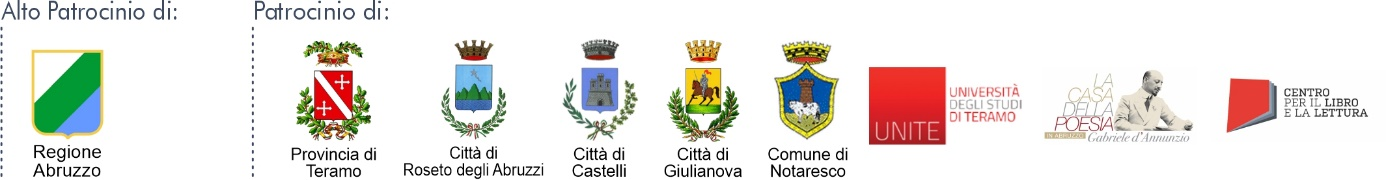 Alto Patrocinio di:
Patrocinio di:
Regione
Abruzzo
Provincia di
Teramo
Città di
Roseto degli Abruzzi
Città di
Castelli
Città di
Giulianova
Comune di
Notaresco
UNITE
UNIVERSITÀ
DEGLI STUDI
DI TERAMO
LA
CASA
DELLA
POESIA
IN ABRUZZO
Gabriele d'Annunzio
CENTRO
PER IL LIBRO
E LA LETTURA